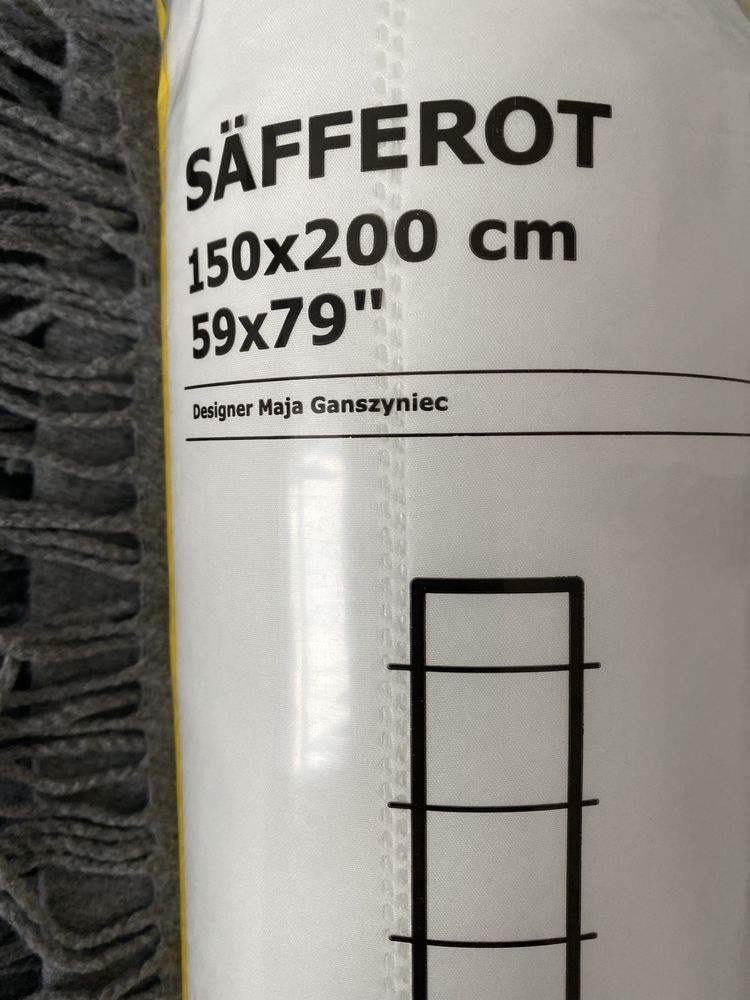 SÄFFEROT
150x200 cm
59x79"
Designer Maja Ganszyniec